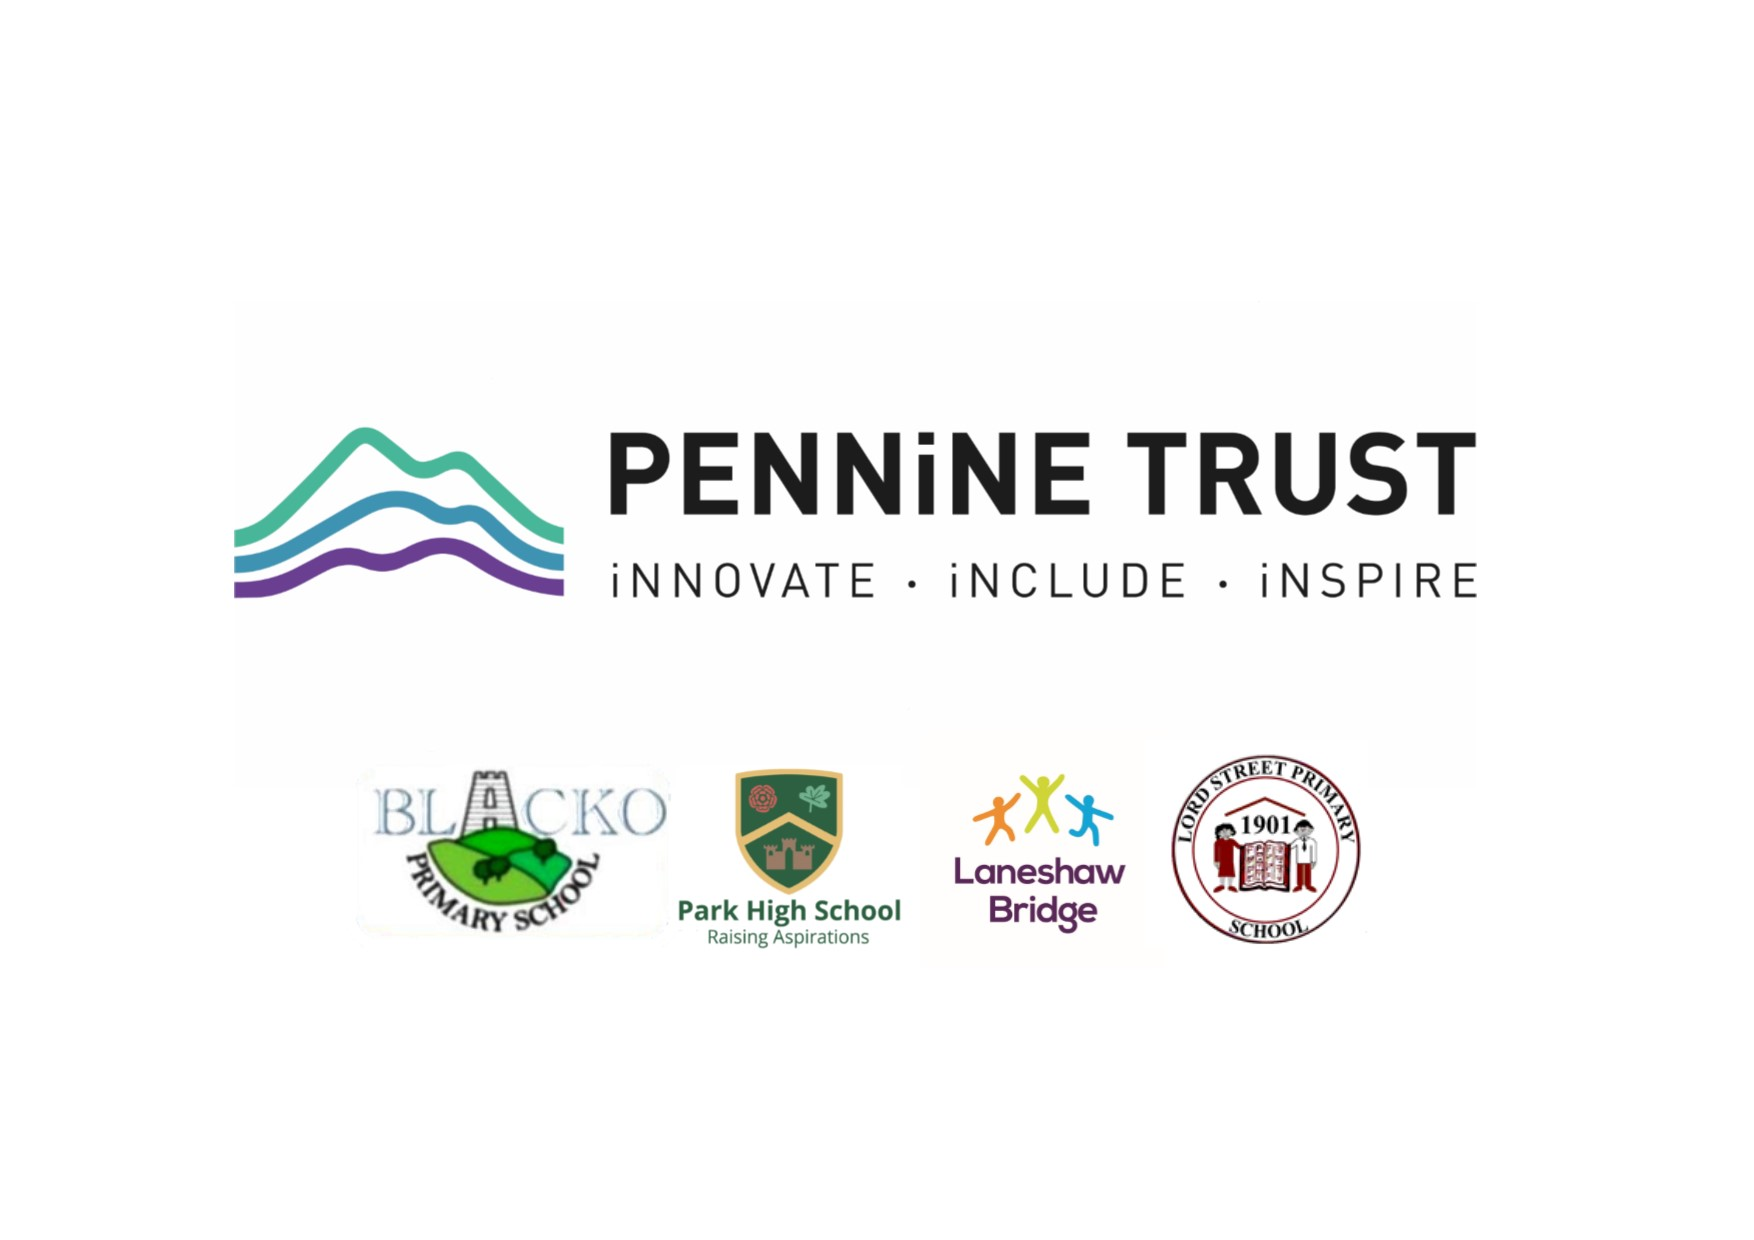 PENNiNE TRUST
iNNOVATE · iNCLUDE · iNSPIRE
BLACKO
PRIMARY SCHOOL
Park High School
Raising Aspirations
Laneshaw
Bridge
LORD STREET PRIMARY
1901
SCHOOL